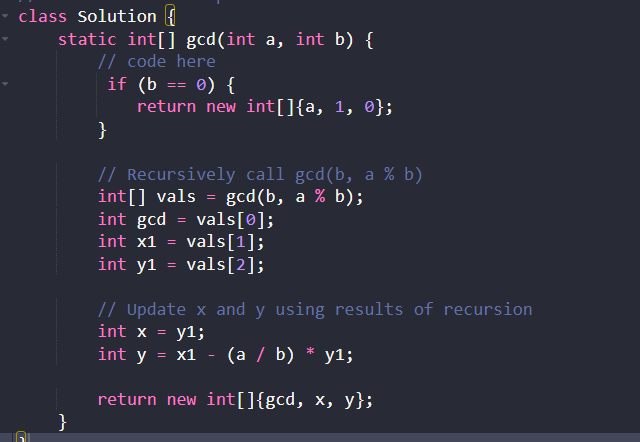 class Solution {
static int[] gcd(int a, int b) {
// code here
if (b == 0) {
return new int[]{a, 1, 0};
}
// Recursively call gcd(b, a % b)
int[] vals = gcd(b, a % b);
int gcd = vals[0];
int x1 = vals[1];
int y1 = vals[2];
// Update x and y using results of recursion
int x = y1;
int y = x1 - (a / b) * y1;
return new int[]{gcd, x, y};
}
}